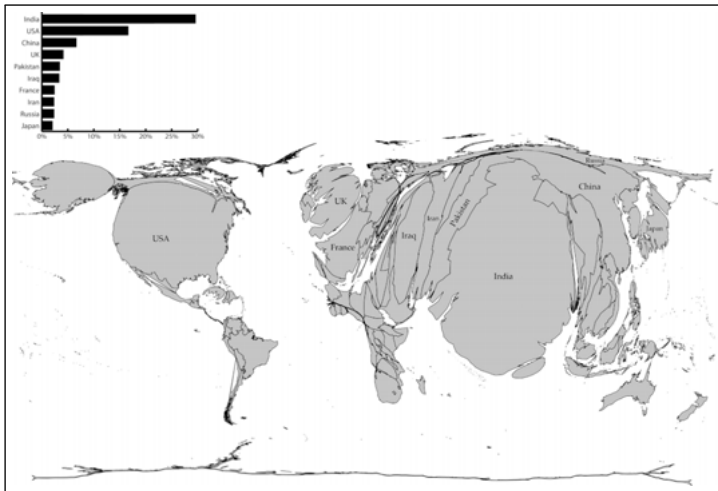 India
USA
China
UK
Pakistan
Iraq
France
Iran
Russia
Japan
0% 5% 10% 15% 20% 25% 30%
Russia
UK
China
Pakistan
Iran
USA
Iraq
Japan
France
India